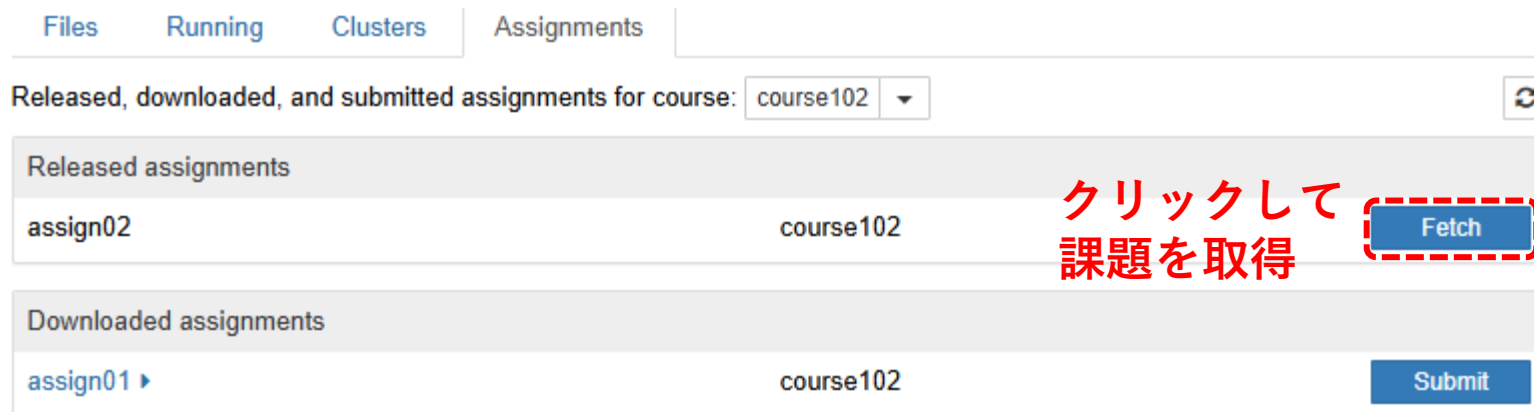 Files Running Clusters Assignments
Released, downloaded, and submitted assignments for course: course102
Released assignments
assign02 course102 Fetch
クリックして
課題を取得
Downloaded assignments
assign01 course102 Submit